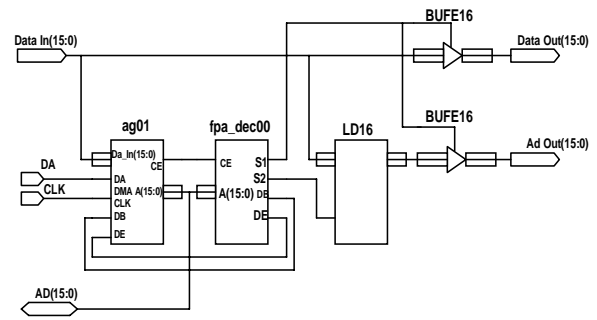 BUFE16
Data In(15:0)
Data Out(15:0)
BUFE16
ag01
fpa_dec00
LD16
Ad Out(15:0)
Da_In(15:0)
CE
CE
S1
DA
DA
S2
CLK
DMA A(15:0)
A(15:0)
DB
CLK
DB
DE
DE
AD(15:0)